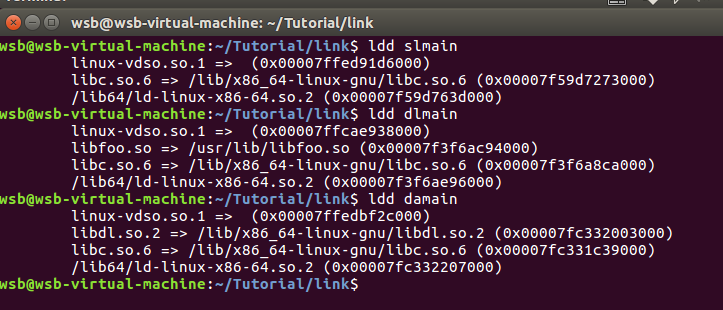 wsb@wsb-virtual-machine: ~/Tutorial/link
wsb@wsb-virtual-machine:~/Tutorial/link$ ldd slmain
linux-vdso.so.1 =>  (0x00007ffed91d6000)
libc.so.6 => /lib/x86_64-linux-gnu/libc.so.6 (0x00007f59d7273000)
/lib64/ld-linux-x86-64.so.2 (0x00007f59d763d000)
wsb@wsb-virtual-machine:~/Tutorial/link$ ldd dlmain
linux-vdso.so.1 =>  (0x00007ffcae938000)
libfoo.so => /usr/lib/libfoo.so (0x00007f3f6ac94000)
libc.so.6 => /lib/x86_64-linux-gnu/libc.so.6 (0x00007f3f6a8ca000)
/lib64/ld-linux-x86-64.so.2 (0x00007f3f6ae96000)
wsb@wsb-virtual-machine:~/Tutorial/link$ ldd damain
linux-vdso.so.1 =>  (0x00007ffedbf2c000)
libdl.so.2 => /lib/x86_64-linux-gnu/libdl.so.2 (0x00007fc332003000)
libc.so.6 => /lib/x86_64-linux-gnu/libc.so.6 (0x00007fc331c39000)
/lib64/ld-linux-x86-64.so.2 (0x00007fc332207000)
wsb@wsb-virtual-machine:~/Tutorial/link$